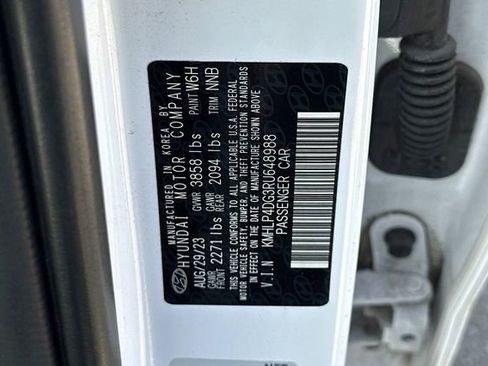 MANUFACTURED IN KOREA BY
HYUNDAI MOTOR COMPANY
AUG/29/23 GVWR 3858 lbs PAINT W6H
GAWR FRONT 2271 lbs GAWR REAR 2094 lbs TRIM NNB
THIS VEHICLE CONFORMS TO ALL APPLICABLE U.S.A. FEDERAL
MOTOR VEHICLE SAFETY, BUMPER, AND THEFT PREVENTION
STANDARDS IN EFFECT ON THE DATE OF MANUFACTURE SHOWN ABOVE.
V.I.N KMHLP4DG3RU648988
PASSENGER CAR